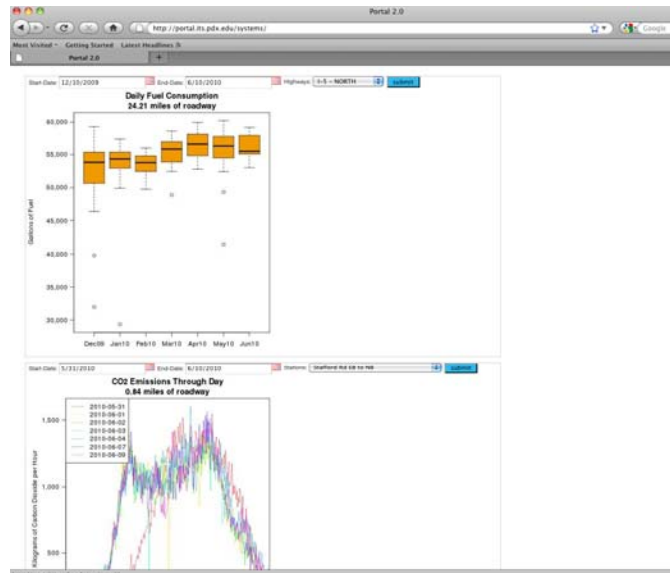 Portal 2.0
http://portal.its.pdx.edu/systems/
Google
Most Visited Getting Started Latest Headlines
Portal 2.0 +
Start Date: 12/10/2009 End Date: 6/10/2010 Highways: I-5 - NORTH submit
Daily Fuel Consumption
24.21 miles of roadway
60,000
55,000
50,000
45,000
40,000
35,000
30,000
Gallons of Fuel
Dec09 Jan10 Feb10 Mar10 Apr10 May10 Jun10
Start Date: 5/31/2010 End Date: 6/10/2010 Stations: Stafford Rd EB to NB submit
CO2 Emissions Through Day
0.84 miles of roadway
2010-05-31
2010-06-01
2010-06-02
2010-06-03
2010-06-04
2010-06-07
2010-06-09
1,500
1,000
500
Kilograms of Carbon Dioxide per Hour